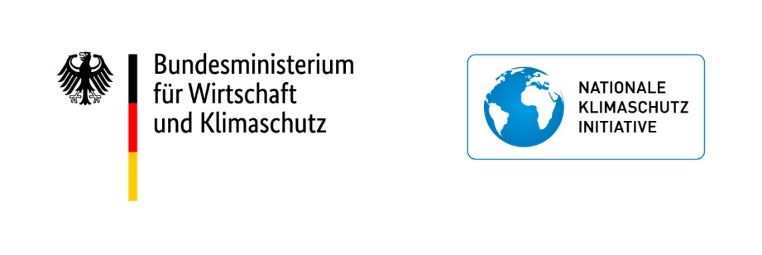 Bundesministerium
für Wirtschaft
und Klimaschutz
NATIONALE
KLIMASCHUTZ
INITIATIVE